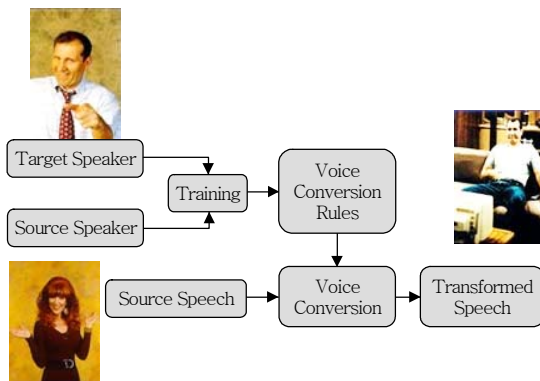 Target Speaker
Training
Source Speaker
Voice
Conversion
Rules
Source Speech
Voice
Conversion
Transformed
Speech